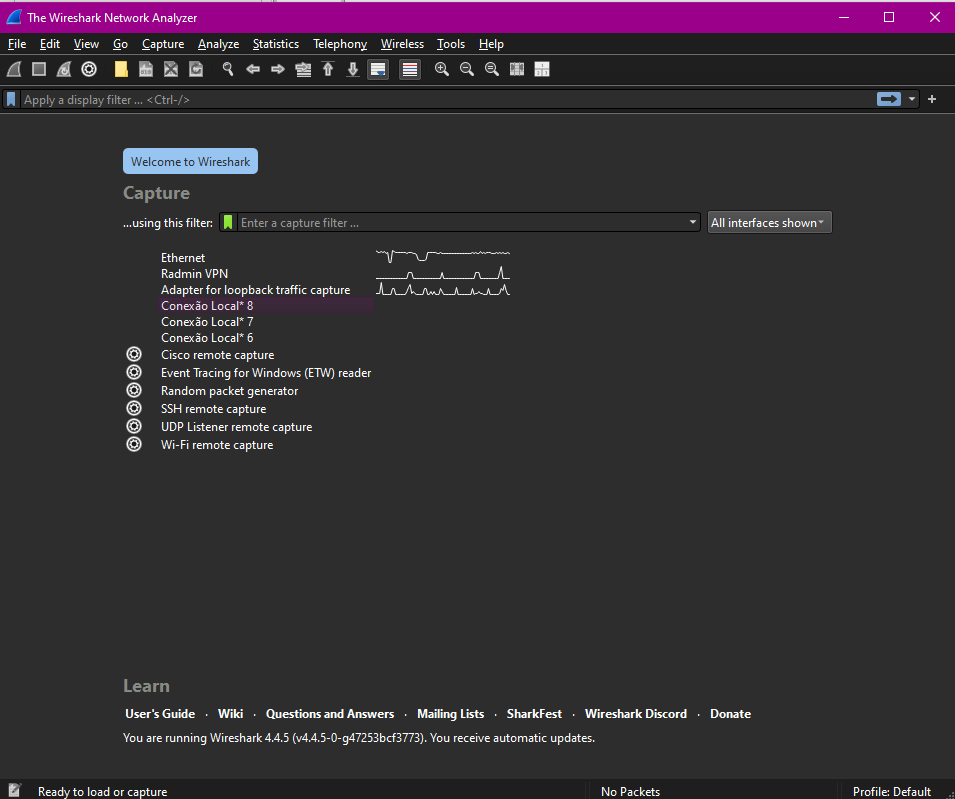 The Wireshark Network Analyzer
File Edit View Go Capture Analyze Statistics Telephony Wireless Tools Help
Apply a display filter ... <Ctrl-/>
Welcome to Wireshark
Capture
...using this filter: Enter a capture filter ... All interfaces shown
Ethernet
Radmin VPN
Adapter for loopback traffic capture
Conexão Local* 8
Conexão Local* 7
Conexão Local* 6
Cisco remote capture
Event Tracing for Windows (ETW) reader
Random packet generator
SSH remote capture
UDP Listener remote capture
Wi-Fi remote capture
Learn
User's Guide · Wiki · Questions and Answers · Mailing Lists · SharkFest · Wireshark Discord · Donate
You are running Wireshark 4.4.5 (v4.4.5-0-g47253bcf3773). You receive automatic updates.
Ready to load or capture No Packets Profile: Default